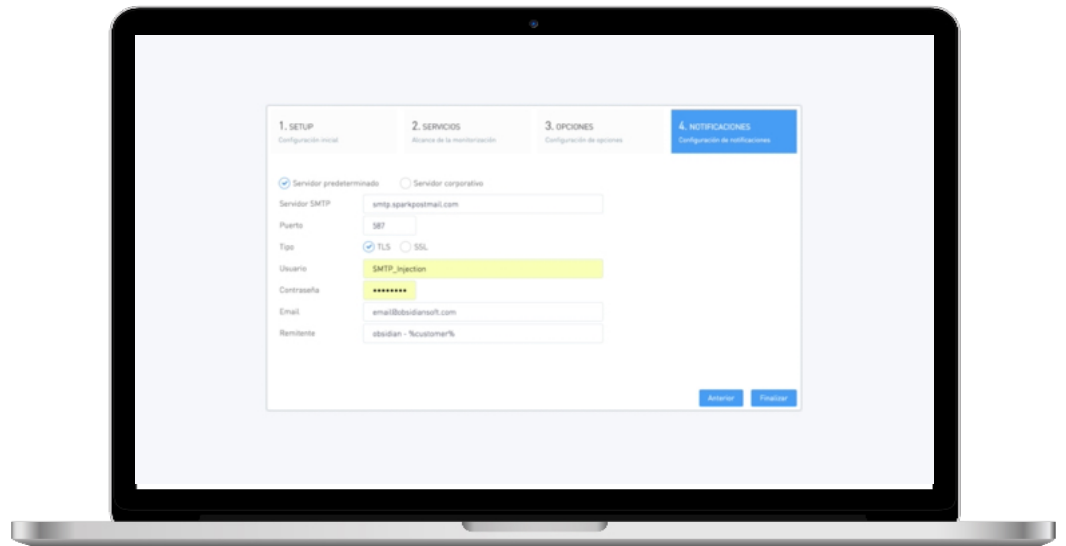 1. SETUP
Configuración inicial
2. SERVICIOS
Alcance de la monitorización
3. OPCIONES
Configuración de opciones
4. NOTIFICACIONES
Configuración de notificaciones
Servidor predeterminado
Servidor corporativo
Servidor SMTP
smtp.sparkpostmail.com
Puerto
587
Tipo
TLS
SSL
Usuario
SMTP_Injection
Contraseña
••••••••
Email
email@obsidiansoft.com
Remitente
obsidian - %customer%
Anterior
Finalizar